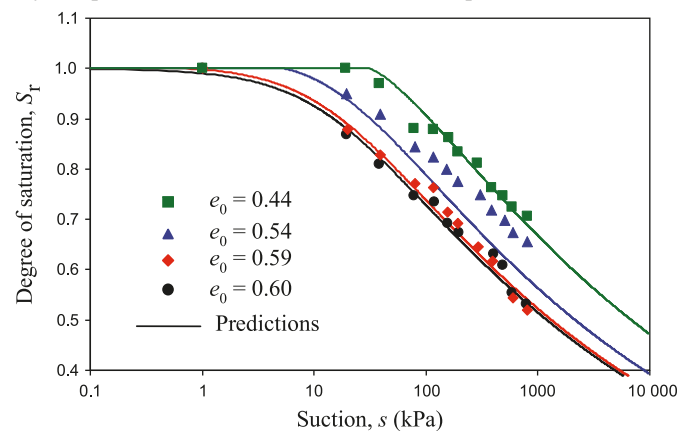 1.1
1.0
0.9
0.8
0.7
0.6
0.5
0.4
Degree of saturation, Sr
e0 = 0.44
e0 = 0.54
e0 = 0.59
e0 = 0.60
Predictions
0.1
1
10
100
1000
10 000
Suction, s (kPa)